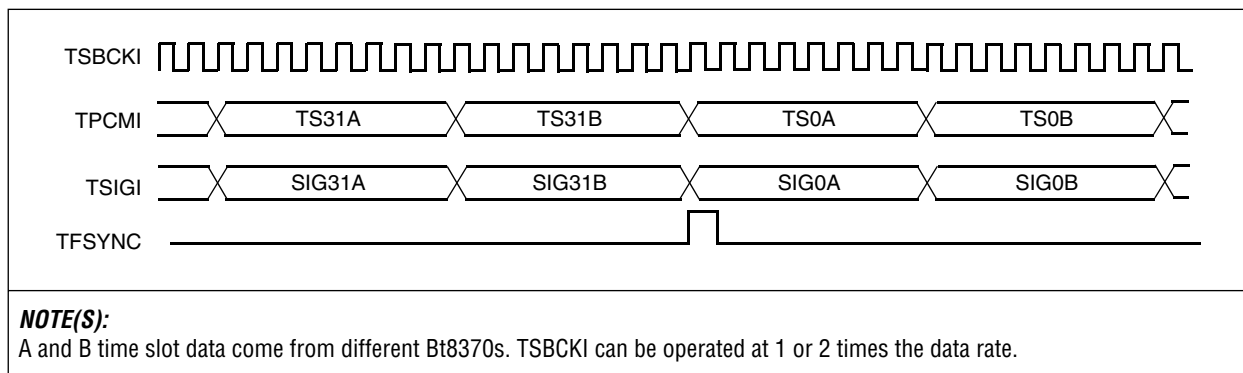 TSBCKI
TPCMI TS31A TS31B TS0A TS0B
TSIGI SIG31A SIG31B SIG0A SIG0B
TFSYNC
NOTE(S):
A and B time slot data come from different Bt8370s. TSBCKI can be operated at 1 or 2 times the data rate.